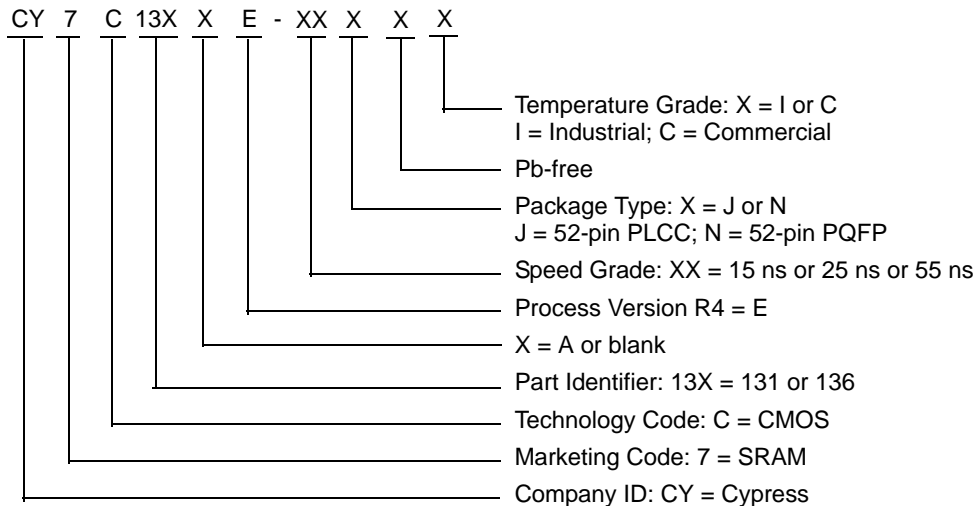 CY 7 C 13X X E - XX X X X
Temperature Grade: X = I or C
I = Industrial; C = Commercial
Pb-free
Package Type: X = J or N
J = 52-pin PLCC; N = 52-pin PQFP
Speed Grade: XX = 15 ns or 25 ns or 55 ns
Process Version R4 = E
X = A or blank
Part Identifier: 13X = 131 or 136
Technology Code: C = CMOS
Marketing Code: 7 = SRAM
Company ID: CY = Cypress